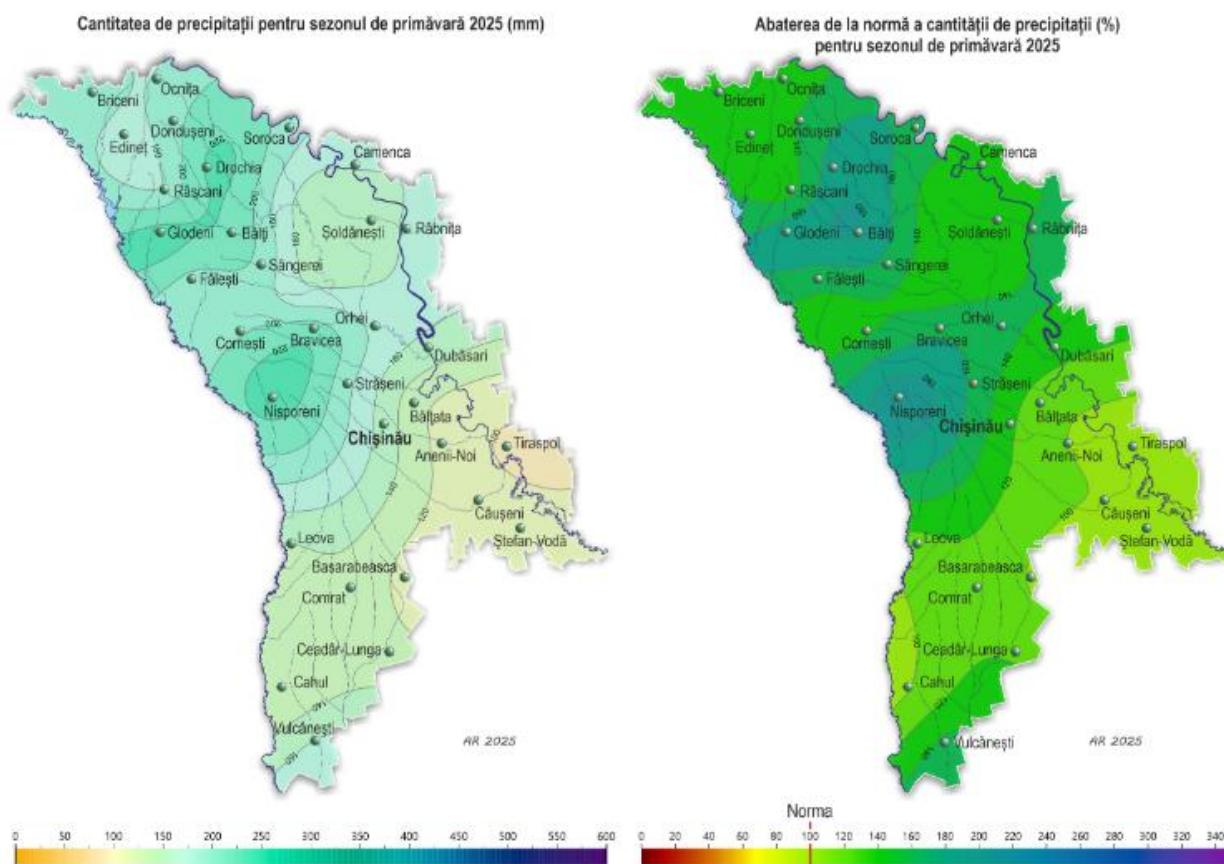 Cantitatea de precipitații pentru sezonul de primăvară 2025 (mm)
Ocnița
Briceni
Dondușeni
Soroca
Edineț
Camenca
Drochia
Râșcani
Șoldănești
Râbnița
Glodeni
Bălți
Sângerei
Fălești
Orhei
Cornești
Bravicea
Dubăsari
Strășeni
Nisporeni
Bălțata
Chișinău
Tiraspol
Anenii-Noi
Căușeni
Ștefan-Vodă
Leova
Basarabeasca
Comrat
Ceadâr-Lunga
Cahul
Vulcănești
AR 2025
0 50 100 150 200 250 300 350 400 450 500 550 600
Abaterea de la normă a cantității de precipitații (%)
pentru sezonul de primăvară 2025
Ocnița
Briceni
Dondușeni
Soroca
Edineț
Camenca
Drochia
Râșcani
Șoldănești
Râbnița
Glodeni
Bălți
Sângerei
Fălești
Orhei
Cornești
Bravicea
Dubăsari
Strășeni
Nisporeni
Bălțata
Chișinău
Tiraspol
Anenii-Noi
Căușeni
Ștefan-Vodă
Leova
Basarabeasca
Comrat
Ceadâr-Lunga
Cahul
Vulcănești
AR 2025
Norma
0 20 40 60 80 100 120 140 160 180 200 220 240 260 280 300 320 340